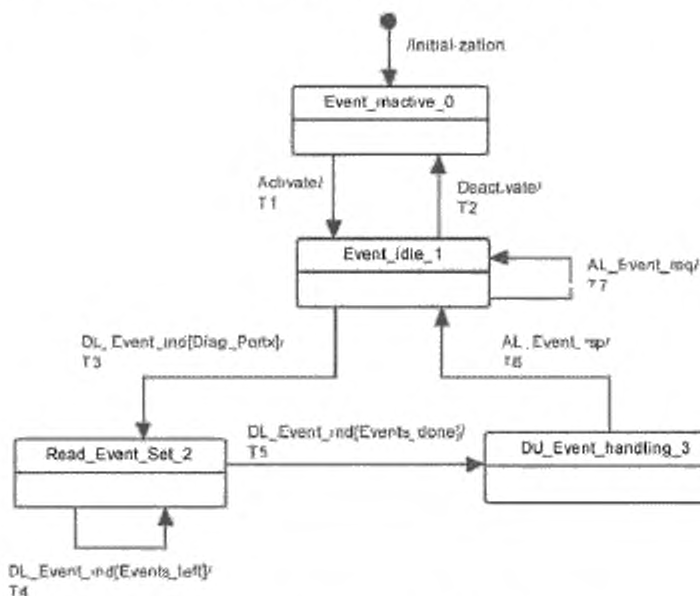 /Initialization
Event_inactive_0
Activate/
T1
Deactivate/
T2
Event_idle_1
AL_Event_req/
T7
DL_Event_ind[Diag_Portx]/
T3
AL_Event_rsp/
T6
DL_Event_ind[Events_done]/
T5
Read_Event_Set_2
DU_Event_handling_3
DL_Event_ind[Events_left]/
T4